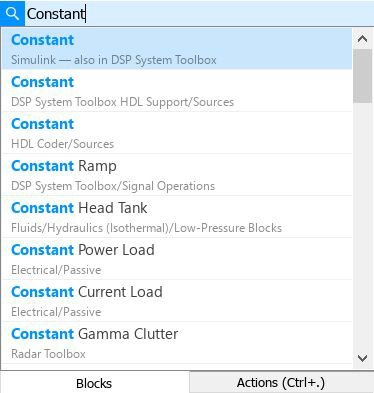 Constant
Constant
Simulink — also in DSP System Toolbox
Constant
DSP System Toolbox HDL Support/Sources
Constant
HDL Coder/Sources
Constant Ramp
DSP System Toolbox/Signal Operations
Constant Head Tank
Fluids/Hydraulics (Isothermal)/Low-Pressure Blocks
Constant Power Load
Electrical/Passive
Constant Current Load
Electrical/Passive
Constant Gamma Clutter
Radar Toolbox
Blocks
Actions (Ctrl+.)